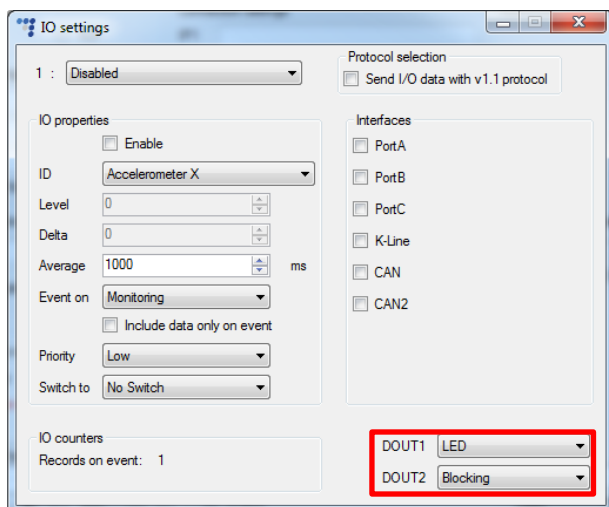 IO settings
1 : Disabled
Protocol selection
Send I/O data with v1.1 protocol
IO properties
Enable
ID Accelerometer X
Level 0
Delta 0
Average 1000 ms
Event on Monitoring
Include data only on event
Priority Low
Switch to No Switch
Interfaces
PortA
PortB
PortC
K-Line
CAN
CAN2
IO counters
Records on event: 1
DOUT1 LED
DOUT2 Blocking